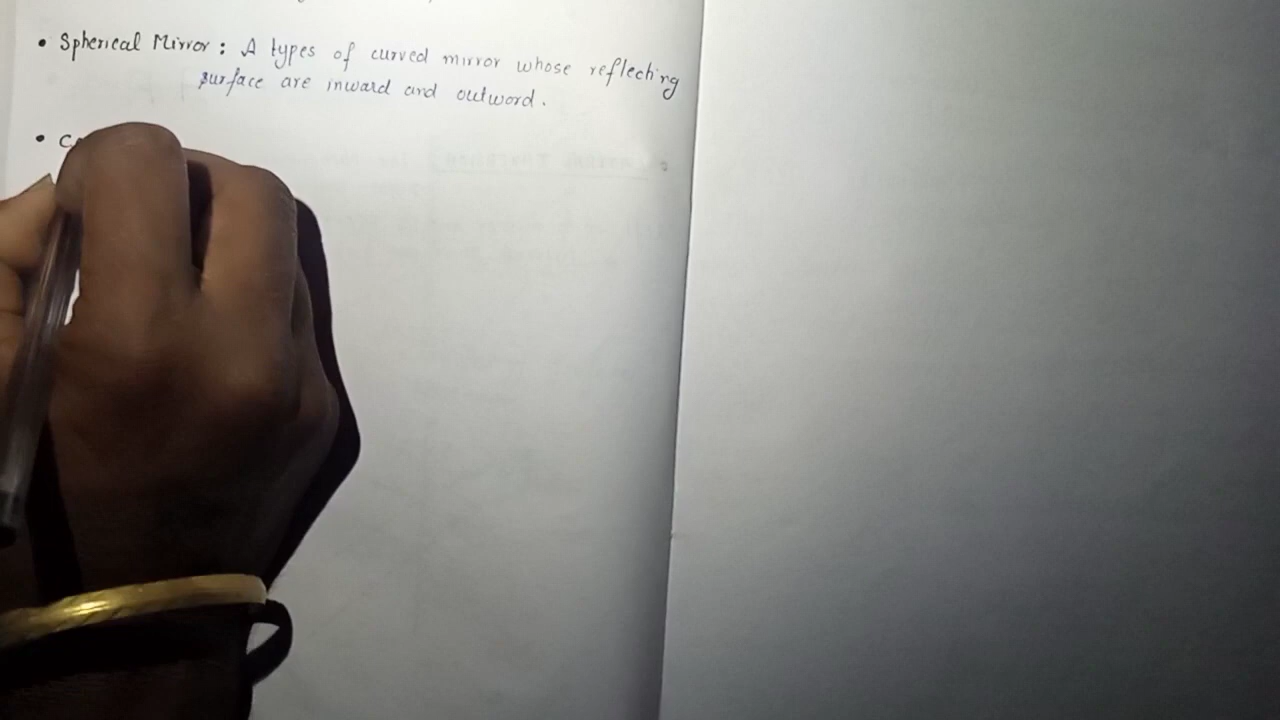 • Spherical Mirror : A types of curved mirror whose reflecting
surface are inward and outword.
•